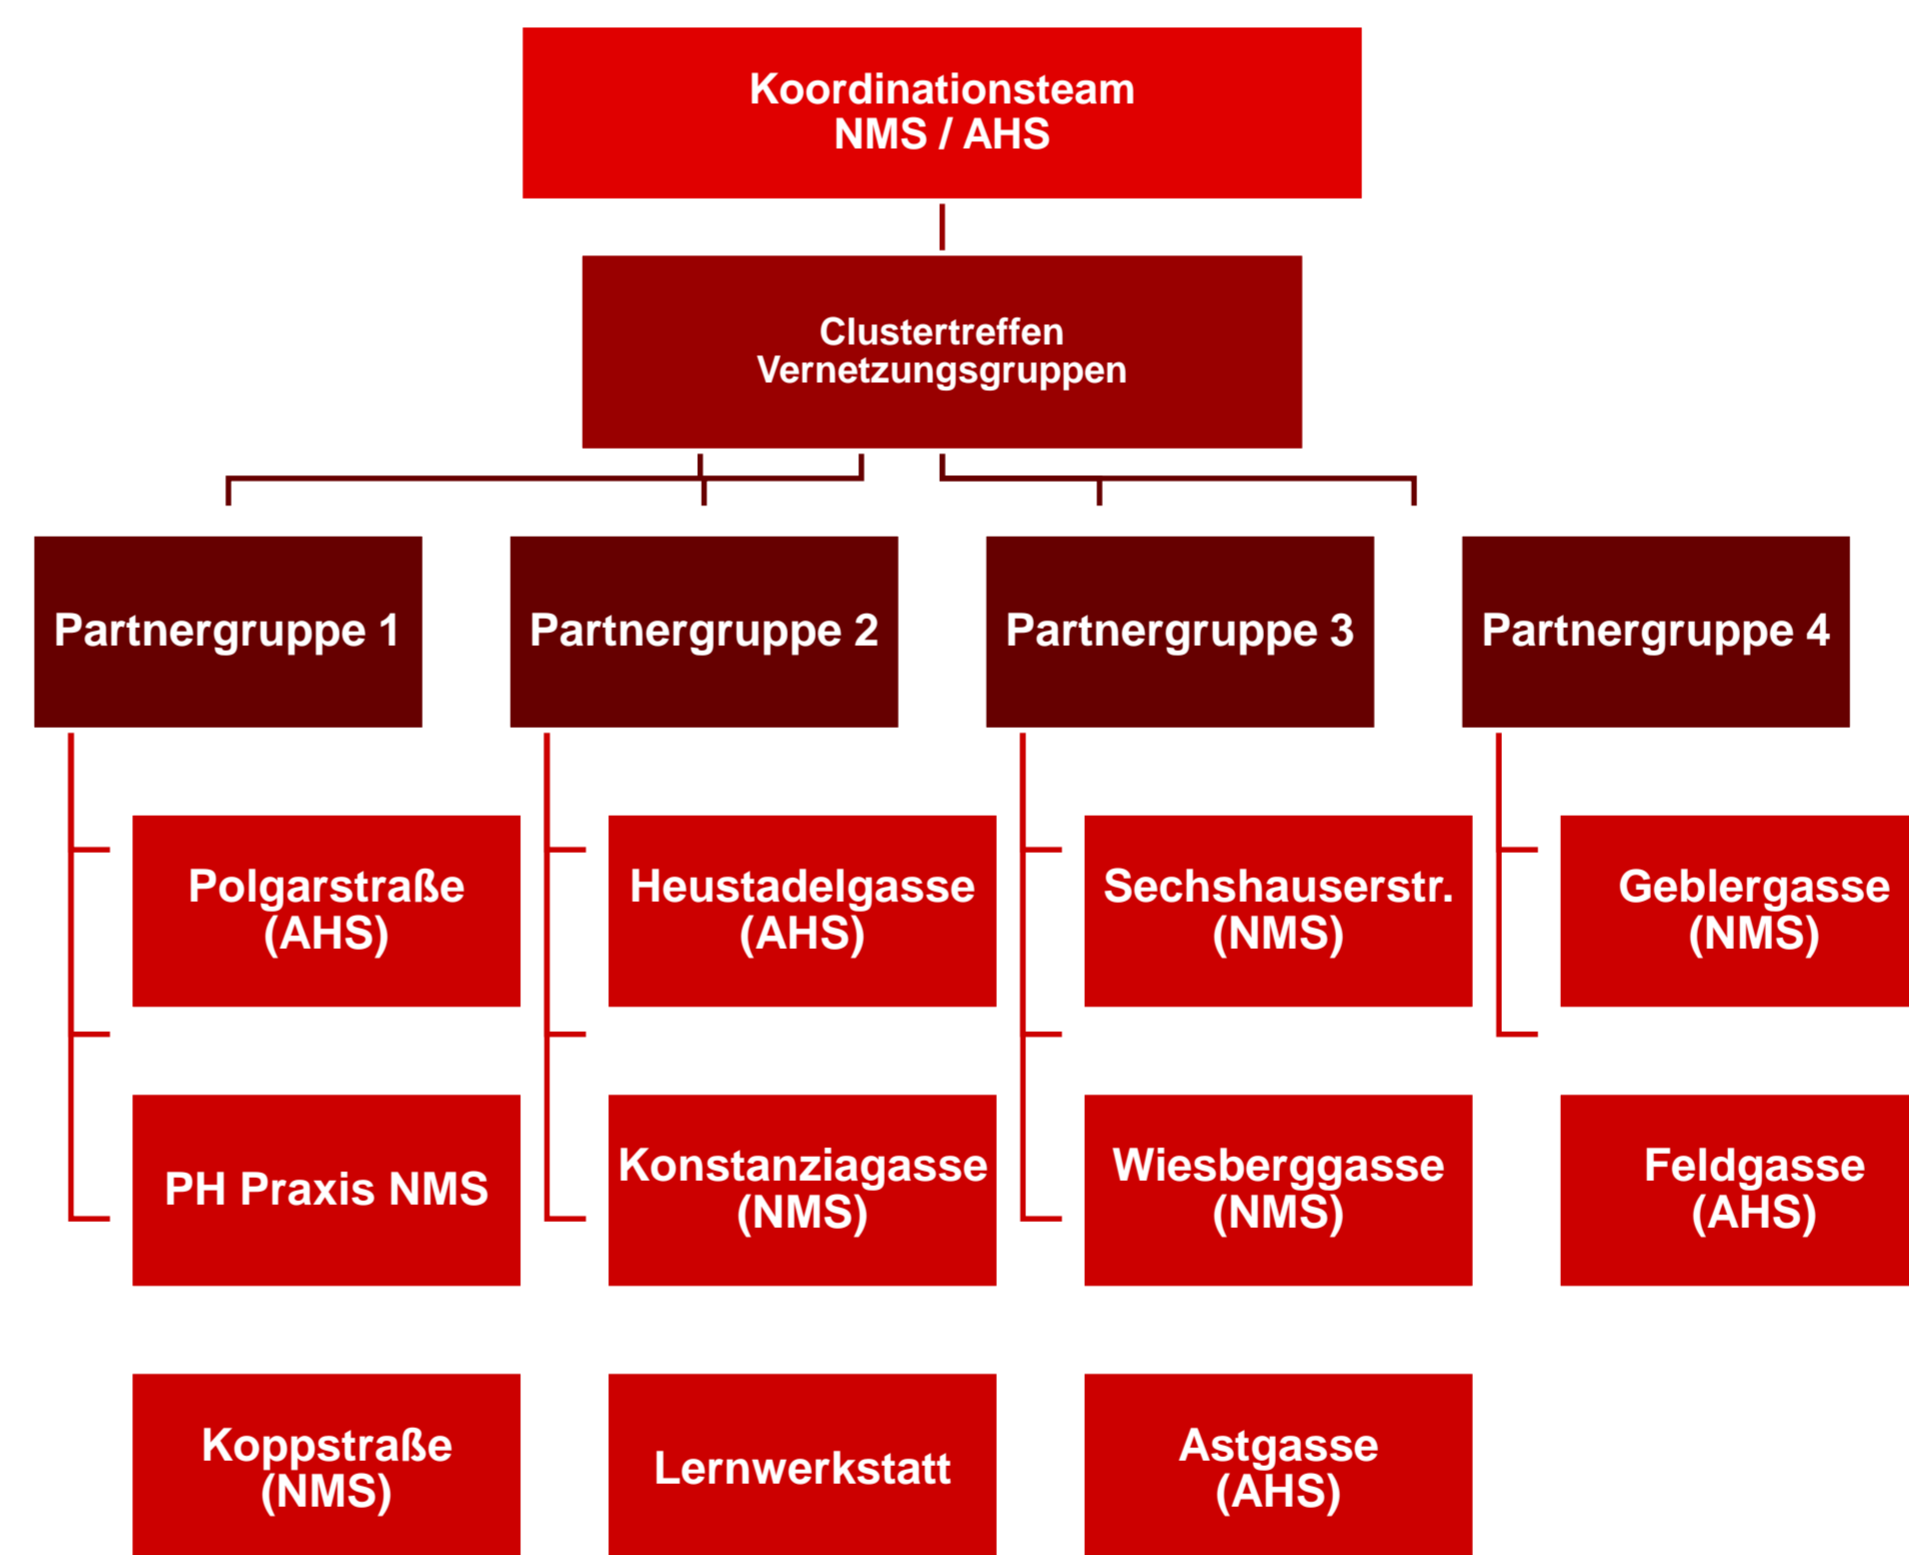 Koordinationsteam
NMS / AHS
Clustertreffen
Vernetzungsgruppen
Partnergruppe 1
Partnergruppe 2
Partnergruppe 3
Partnergruppe 4
Polgarstraße
(AHS)
Heustadelgasse
(AHS)
Sechshauserstr.
(NMS)
Geblergasse
(NMS)
PH Praxis NMS
Konstanziagasse
(NMS)
Wiesberggasse
(NMS)
Feldgasse
(AHS)
Koppstraße
(NMS)
Lernwerkstatt
Astgasse
(AHS)